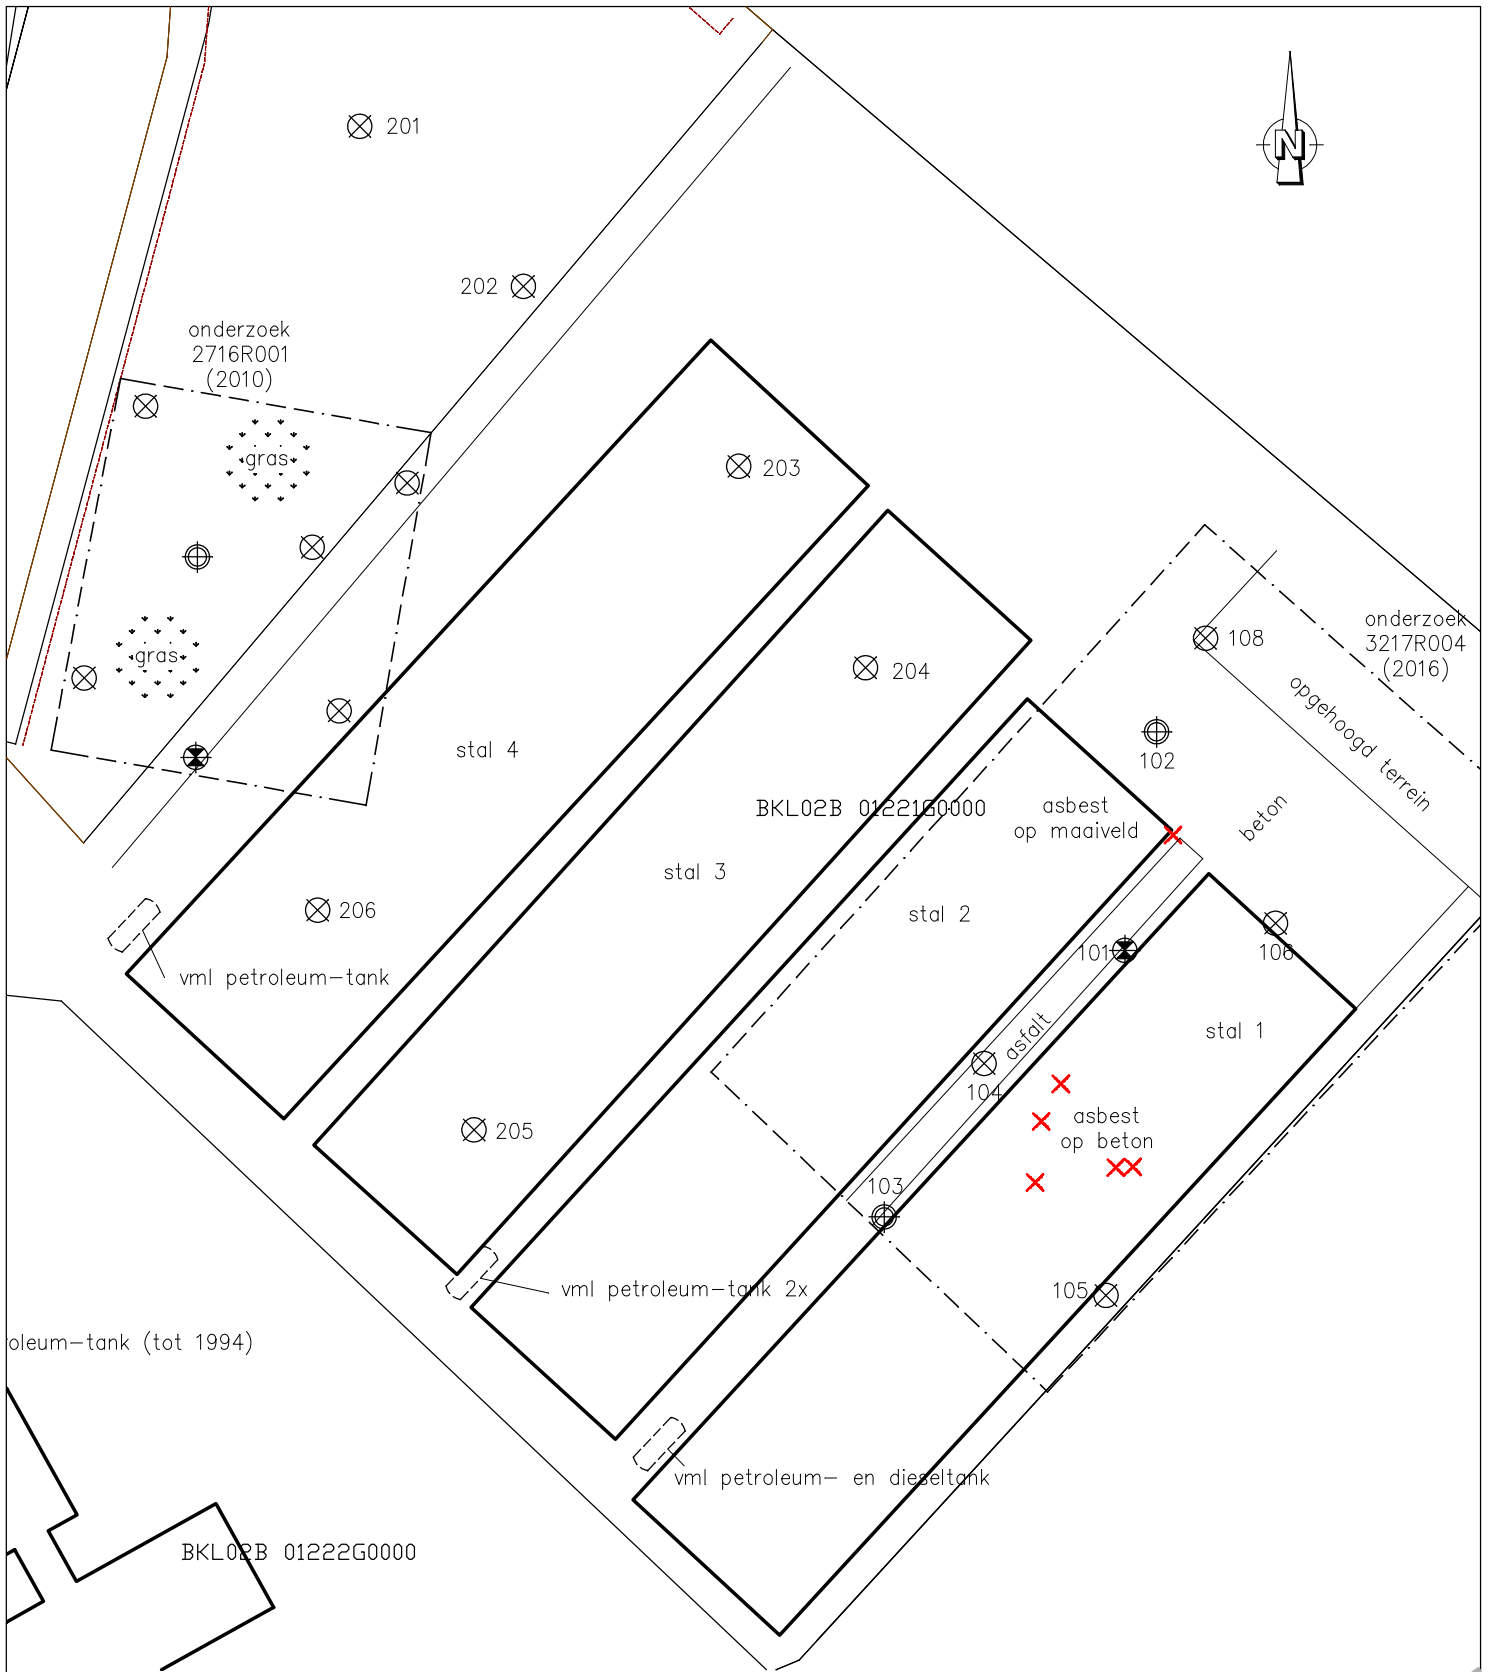 N
201
202
onderzoek
2716R001
(2010)
gras
203
gras
204
108
onderzoek
3217R004
(2016)
opgehoogd terrein
102
stal 4
BKL02B 01221G0000
asbest
op maaiveld
beton
stal 3
stal 2
206
vml petroleum-tank
101
106
stal 1
asfalt
104
asbest
op beton
205
103
105
vml petroleum-tank 2x
oleum-tank (tot 1994)
vml petroleum- en dieseltank
BKL02B 01222G0000